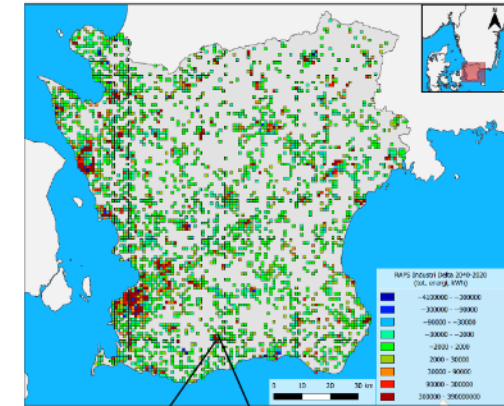 N
RAPS Industri Delta 2040-2020
(tot. energi, KWh)
-4100000 - -300000
-300000 - -90000
-90000 - -30000
-30000 - -2000
-2000 - 2000
2000 - 30000
30000 - 90000
90000 - 300000
300000 - 390000000
0 10 20 30 km